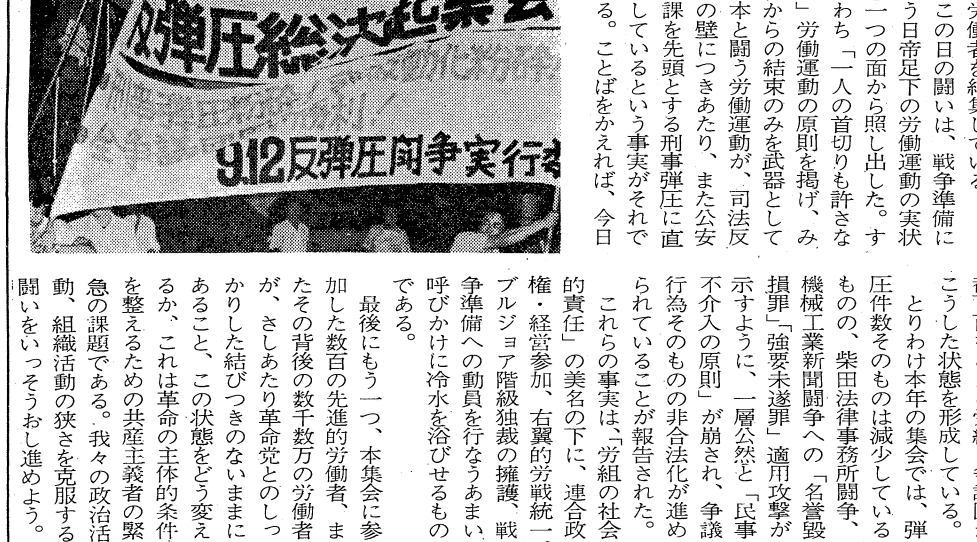 反弾圧総決起集会
9.12反弾圧闘争実行委
労働者を結集している
この日の闘いは、戦争準備に
う日帝足下の労働運動の実状
一つの面から照し出した。す
わち「一人の首切りも許さな
」労働運動の原則を掲げ、み
からの結束のみを武器として
本と闘う労働運動が、司法反
の壁につきあたり、また公安
課を先頭とする刑事弾圧に直
しているという事実がそれで
る。ことばをかえれば、今日
こうした状態を形成している。
とりわけ本年の集会では、弾
圧件数そのものは減少している
ものの、柴田法律事務所闘争、
機械工業新聞闘争への「名誉毀
損罪」「強要未遂罪」適用攻撃が
示すように、一層公然と「民事
不介入の原則」が崩され、争議
行為そのものの非合法化が進め
られていることが報告された。
これらの事実は、「労組の社会
的責任」の美名の下に、連合政
権・経営参加、右翼的労戦統一、
ブルジョア階級独裁の擁護、戦
争準備への動員を行なうあまい
呼びかけに冷水を浴びせるもの
である。
最後にもう一つ、本集会に参
加した数百の先進的労働者、ま
たその背後の数千数万の労働者
が、さしあたり革命党とのしっ
かりした結びつきのないままに
あること、この状態をどう変え
るか、これは革命の主体的条件
を整えるための共産主義者の緊
急の課題である。我々の政治活
動、組織活動の狭さを克服する
闘いをいっそうおし進めよう。